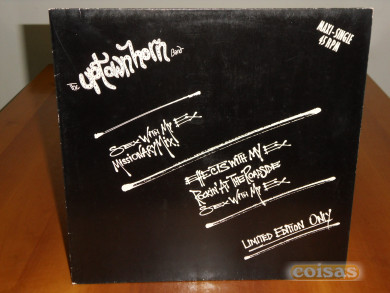 The uptownhorn Band
MAXI-SINGLE
45 RPM
SEX WITH MY EX
MISSIONARY MIX!
EFFECTS WITH MY EX
ROCKIN' AT THE ROADSIDE
SEX WITH MY EX
LIMITED EDITION ONLY
coisas